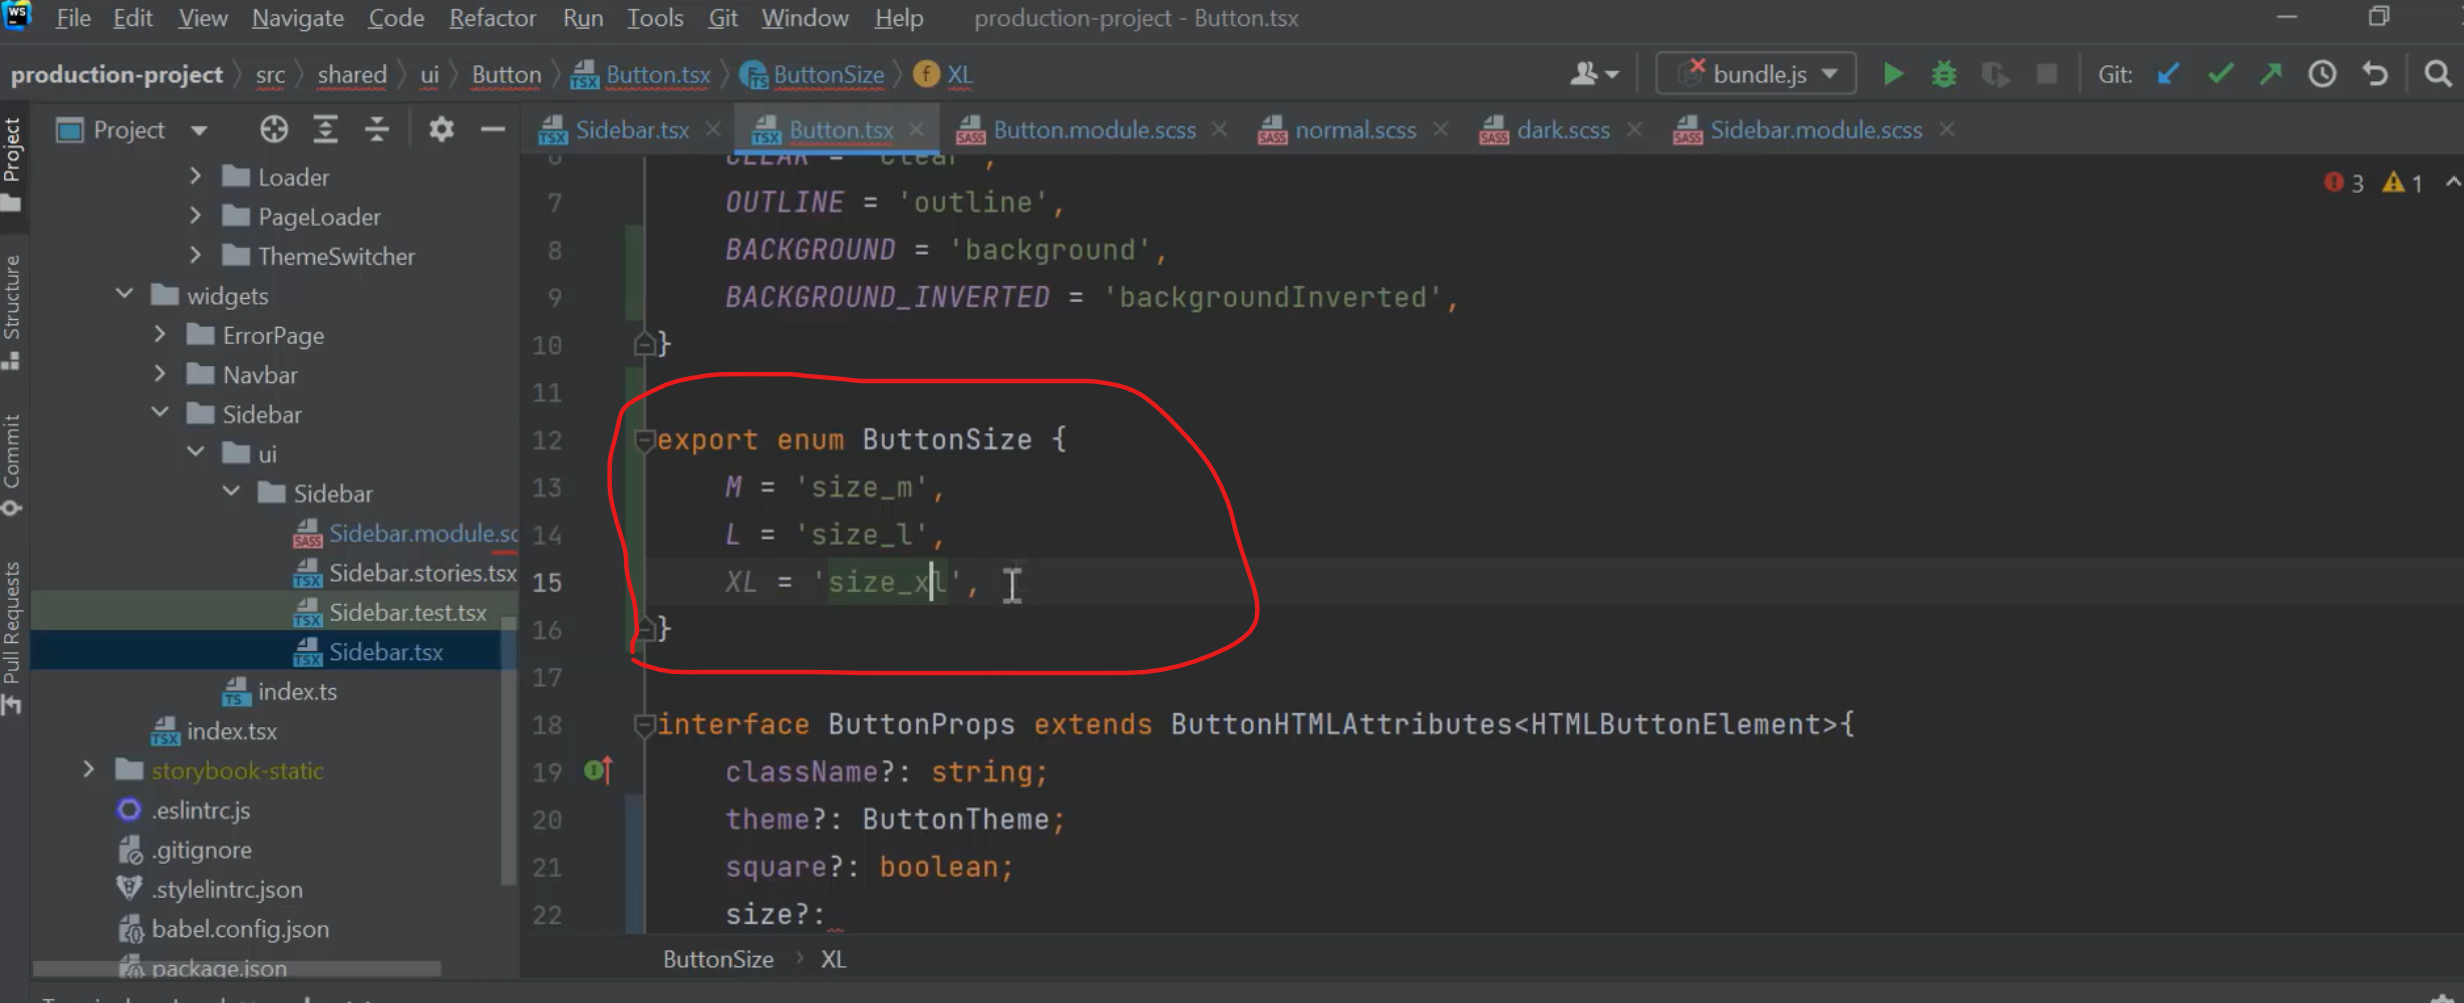 WS File Edit View Navigate Code Refactor Run Tools Git Window Help production-project - Button.tsx
production-project src shared ui Button Button.tsx ButtonSize f XL bundle.js Git:
Project Sidebar.tsx Button.tsx Button.module.scss normal.scss dark.scss Sidebar.module.scss
Project
Structure
Commit
Pull Requests
Loader
PageLoader
ThemeSwitcher
widgets
ErrorPage
Navbar
Sidebar
ui
Sidebar
Sidebar.module.sc
Sidebar.stories.tsx
Sidebar.test.tsx
Sidebar.tsx
index.ts
index.tsx
storybook-static
.eslintrc.js
.gitignore
.stylelintrc.json
babel.config.json
package.json
3 1
6 CLEAR = 'clear',
7 OUTLINE = 'outline',
8 BACKGROUND = 'background',
9 BACKGROUND_INVERTED = 'backgroundInverted',
10 }
11
12 export enum ButtonSize {
13 M = 'size_m',
14 L = 'size_l',
15 XL = 'size_xl',
16 }
17
18 interface ButtonProps extends ButtonHTMLAttributes<HTMLButtonElement>{
19 className?: string;
20 theme?: ButtonTheme;
21 square?: boolean;
22 size?:
ButtonSize XL